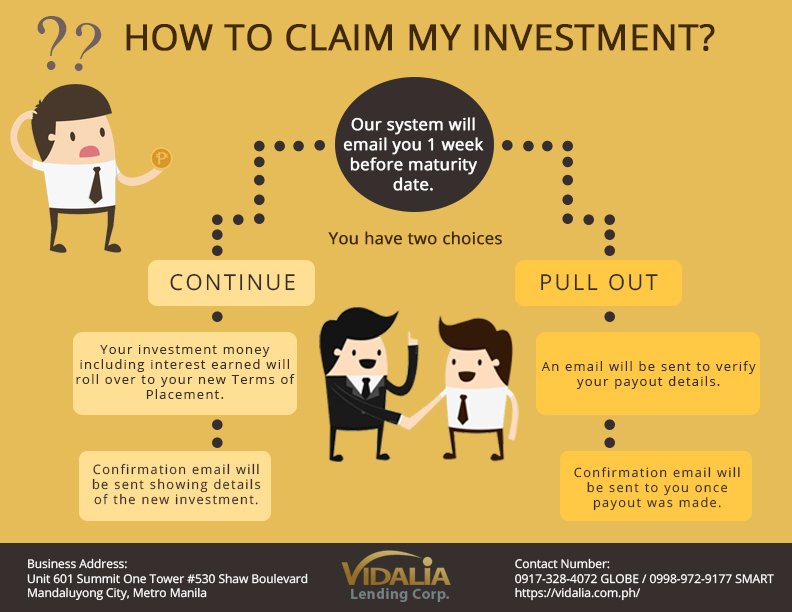 ??
HOW TO CLAIM MY INVESTMENT?
P
Our system will
email you 1 week
before maturity
date.
You have two choices
CONTINUE
Your investment money
including interest earned will
roll over to your new Terms of
Placement.
Confirmation email will
be sent showing details
of the new investment.
PULL OUT
An email will be sent to verify
your payout details.
Confirmation email will
be sent to you once
payout was made.
Business Address:
Unit 601 Summit One Tower #530 Shaw Boulevard
Mandaluyong City, Metro Manila
VIDALIA
Lending Corp.
Contact Number:
0917-328-4072 GLOBE / 0998-972-9177 SMART
https://vidalia.com.ph/